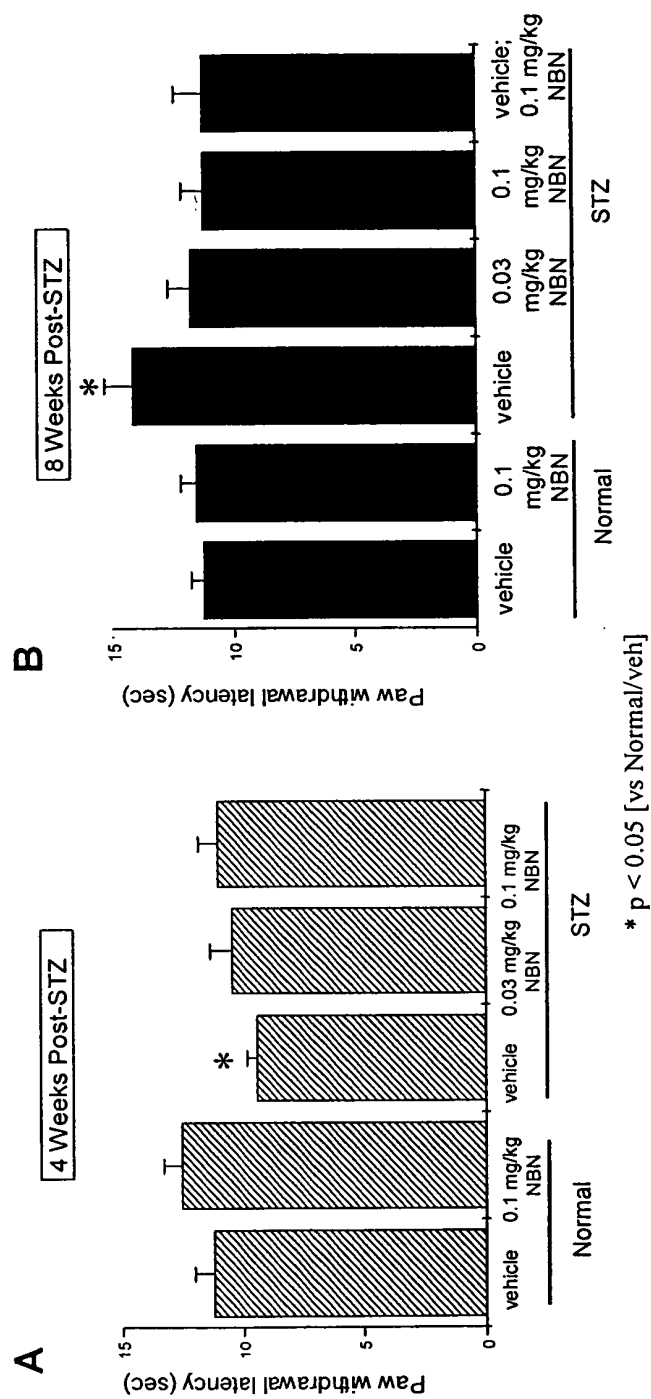 A
4 Weeks Post-STZ
Paw withdrawal latency (sec)
15
10
5
0
vehicle
0.1 mg/kg
NBN
vehicle
0.03 mg/kg
NBN
0.1 mg/kg
NBN
Normal
STZ
B
8 Weeks Post-STZ
Paw withdrawal latency (sec)
15
10
5
0
*
*
vehicle
0.1
mg/kg
NBN
vehicle
0.03
mg/kg
NBN
0.1
mg/kg
NBN
vehicle;
0.1 mg/kg
NBN
Normal
STZ
* p < 0.05 [vs Normal/veh]